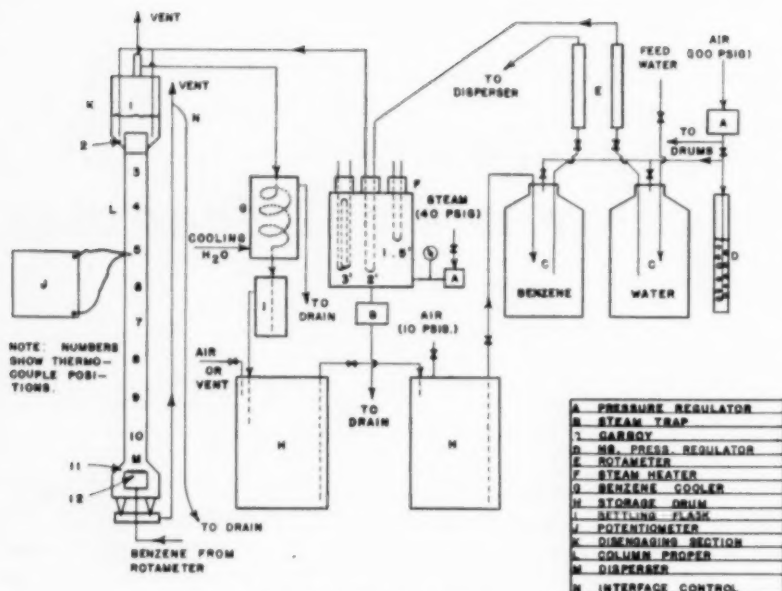 VENT
VENT
K
I
N
2
3
L
4
5
J
6
7
8
9
10
M
11
12
NOTE: NUMBERS
SHOW THERMO-
COUPLE POSI-
TIONS.
TO DRAIN
BENZENE FROM
ROTAMETER
G
COOLING
H2O
I
TO
DRAIN
AIR
OR
VENT
H
F
STEAM
(40 PSIG)
3'
2'
1.5'
A
B
TO
DRAIN
AIR
(10 PSIG.)
H
TO
DISPERSER
E
FEED
WATER
AIR
(100 PSIG)
A
TO
DRUMS
C
BENZENE
C
WATER
D
A PRESSURE REGULATOR
B STEAM TRAP
CARBOY
D HG. PRESS. REGULATOR
E ROTAMETER
F STEAM HEATER
G BENZENE COOLER
H STORAGE DRUM
I SETTLING FLASK
J POTENTIOMETER
K DISENGAGING SECTION
L COLUMN PROPER
M DISPERSER
N INTERFACE CONTROL